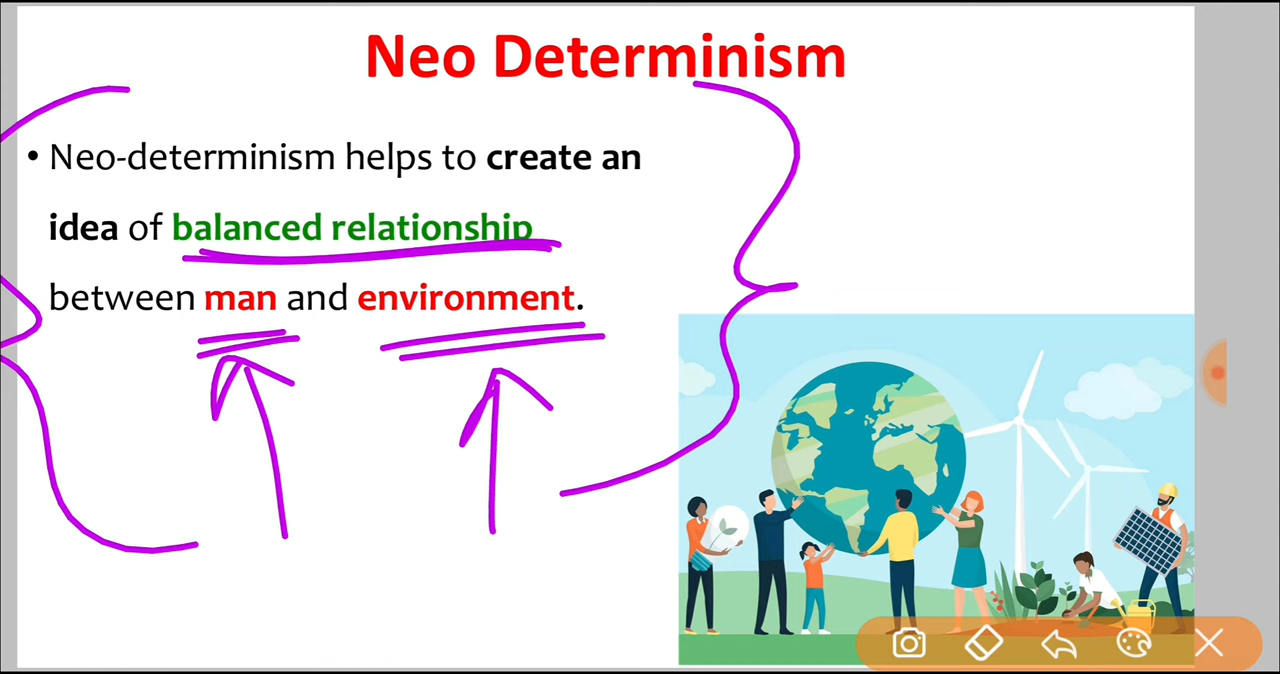 Neo Determinism
• Neo-determinism helps to create an
idea of balanced relationship
between man and environment.